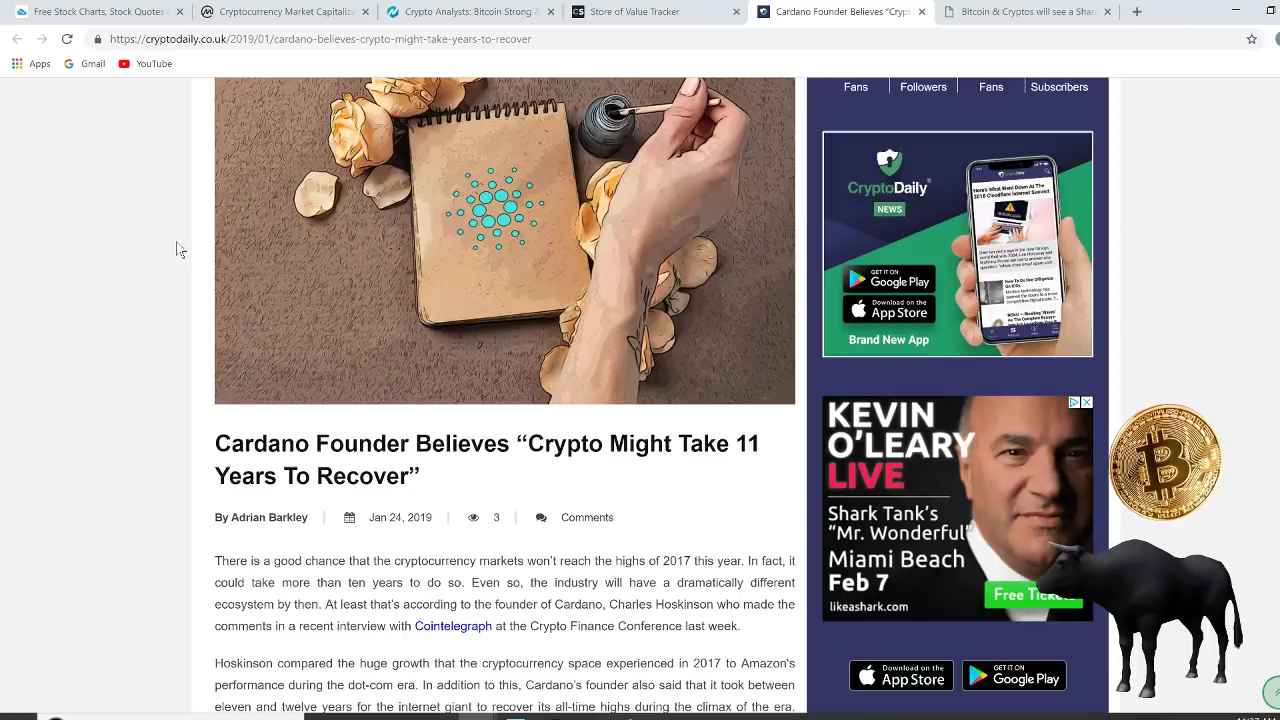 Free Stock Charts, Stock Quotes
Cryptocurrency Market Capitaliz
Crypto Analysts: Bitcoin Strong &
Store of Value Tracker
Cardano Founder Believes “Crypt
Bitcoin & Cryptos will see a Shar
https://cryptodaily.co.uk/2019/01/cardano-believes-crypto-might-take-years-to-recover
Apps
Gmail
YouTube
Fans
Followers
Fans
Subscribers
CryptoDaily
NEWS
GET IT ON
Google Play
Download on the
App Store
Brand New App
Here's What Went Down At The
2018 Cloudflare Internet Summit
KEVIN
O'LEARY
LIVE
Shark Tank's
“Mr. Wonderful”
Miami Beach
Feb 7
likeashark.com
Download on the
App Store
GET IT ON
Google Play
Cardano Founder Believes “Crypto Might Take 11
Years To Recover”
By Adrian Barkley
Jan 24, 2019
3
Comments
There is a good chance that the cryptocurrency markets won't reach the highs of 2017 this year. In fact, it
could take more than ten years to do so. Even so, the industry will have a dramatically different
ecosystem by then. At least that's according to the founder of Cardano, Charles Hoskinson who made the
comments in a recent interview with Cointelegraph at the Crypto Finance Conference last week.
Hoskinson compared the huge growth that the cryptocurrency space experienced in 2017 to Amazon's
performance during the dot-com era. In addition to this, Cardano's founder also said that it took between
eleven and twelve years for the internet giant to recover its all-time highs during the climax of the era.